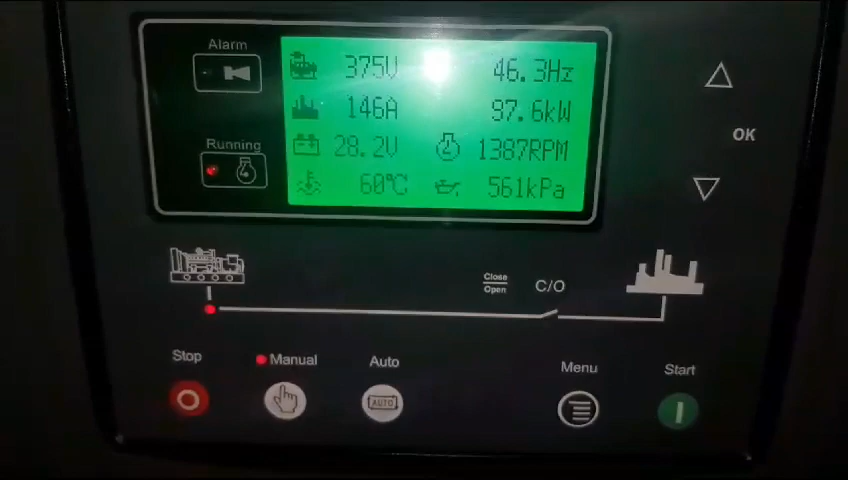 Alarm
375V 46.3Hz
146A 97.6kW
Running
28.2V 1387RPM
60°C 561kPa
OK
Close
Open
C/O
Stop
Manual
Auto
AUTO
Menu
Start